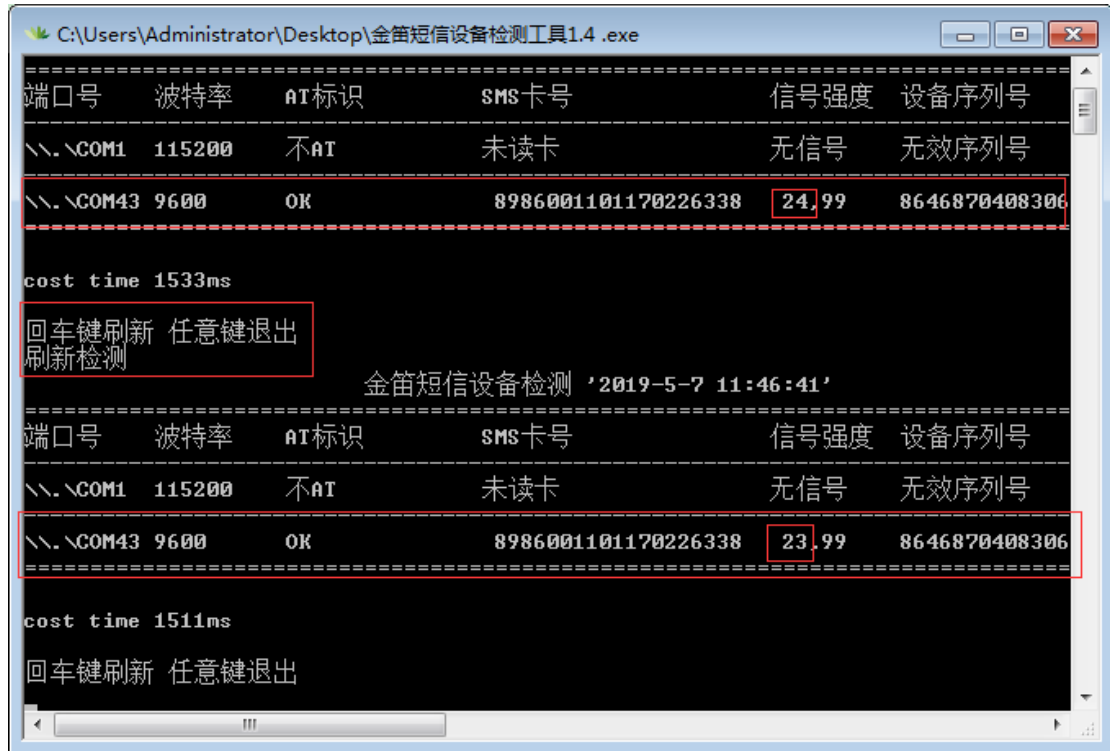 C:\Users\Administrator\Desktop\金笛短信设备检测工具1.4 .exe
==============================================================================
端口号 波特率 AT标识 SMS卡号 信号强度 设备序列号
------------------------------------------------------------------------------
\\.\COM1 115200 不AT 未读卡 无信号 无效序列号
------------------------------------------------------------------------------
\\.\COM43 9600 OK 8986001101170226338 24,99 8646870408306
==============================================================================
cost time 1533ms
回车键刷新 任意键退出
刷新检测
金笛短信设备检测 '2019-5-7 11:46:41'
==============================================================================
端口号 波特率 AT标识 SMS卡号 信号强度 设备序列号
------------------------------------------------------------------------------
\\.\COM1 115200 不AT 未读卡 无信号 无效序列号
------------------------------------------------------------------------------
\\.\COM43 9600 OK 8986001101170226338 23,99 8646870408306
==============================================================================
cost time 1511ms
回车键刷新 任意键退出